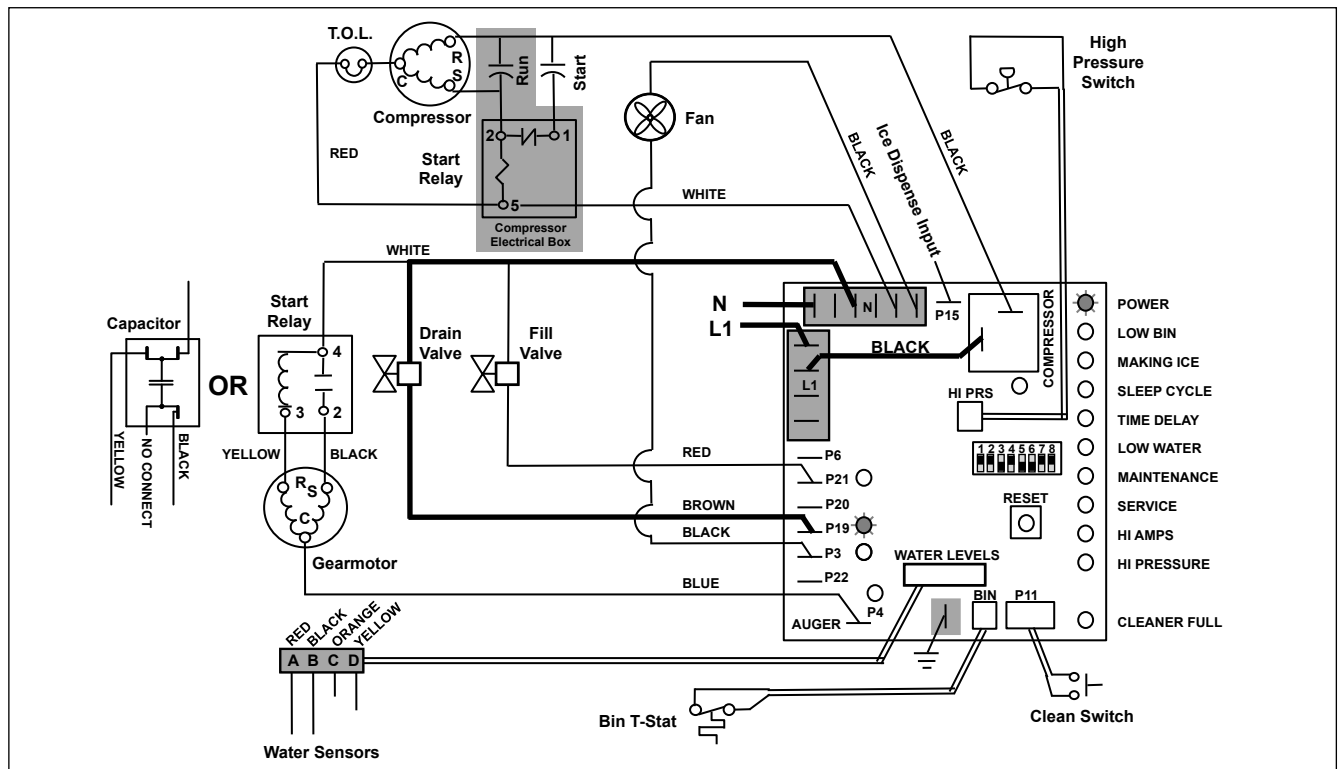 T.O.L.
R
S
C
Run
Start
High
Pressure
Switch
Compressor
Fan
2
1
RED
Start
Relay
BLACK
Ice Dispense Input
BLACK
5
WHITE
Compressor
Electrical Box
WHITE
N
N
P15
COMPRESSOR
POWER
Capacitor
Start
Relay
Drain
Valve
Fill
Valve
L1
LOW BIN
4
BLACK
MAKING ICE
OR
L1
SLEEP CYCLE
3
2
HI PRS
TIME DELAY
YELLOW
NO CONNECT
BLACK
YELLOW
BLACK
RED
P6
1 2 3 4 5 6 7 8
LOW WATER
P21
MAINTENANCE
R
S
C
BROWN
P20
RESET
SERVICE
P19
HI AMPS
BLACK
P3
WATER LEVELS
HI PRESSURE
Gearmotor
P22
BLUE
P4
BIN
P11
AUGER
CLEANER FULL
RED
BLACK
ORANGE
YELLOW
A B C D
Bin T-Stat
Clean Switch
Water Sensors